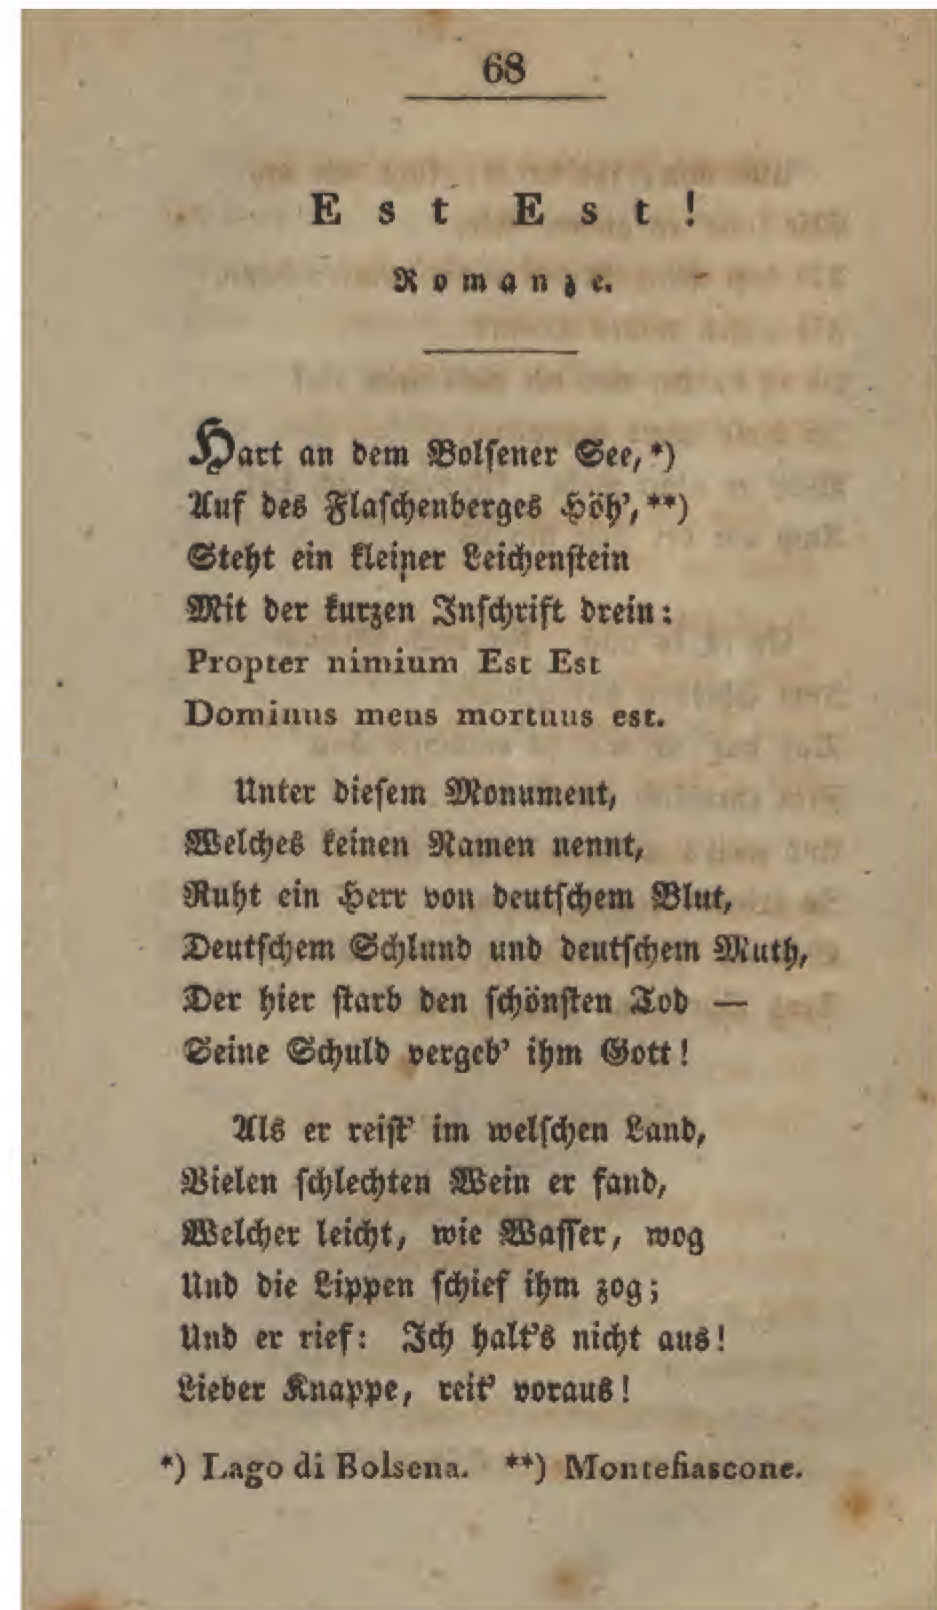 68
Est Est!
Romanze.
Hart an dem Bolsener See,*)
Auf des Flaschenberges Höh’,**)
Steht ein kleiner Leichenstein
Mit der kurzen Inschrift drein:
Propter nimium Est Est
Dominus meus mortuus est.
Unter diesem Monument,
Welches keinen Namen nennt,
Ruht ein Herr von deutschem Blut,
Deutschem Schlund und deutschem Muth,
Der hier starb den schönsten Tod —
Seine Schuld vergeb’ ihm Gott!
Als er reist’ im welschen Land,
Vielen schlechten Wein er fand,
Welcher leicht, wie Wasser, wog
Und die Lippen schief ihm zog;
Und er rief: Ich halt’s nicht aus!
Lieber Knappe, reit’ voraus!
*) Lago di Bolsena. **) Montefiascone.